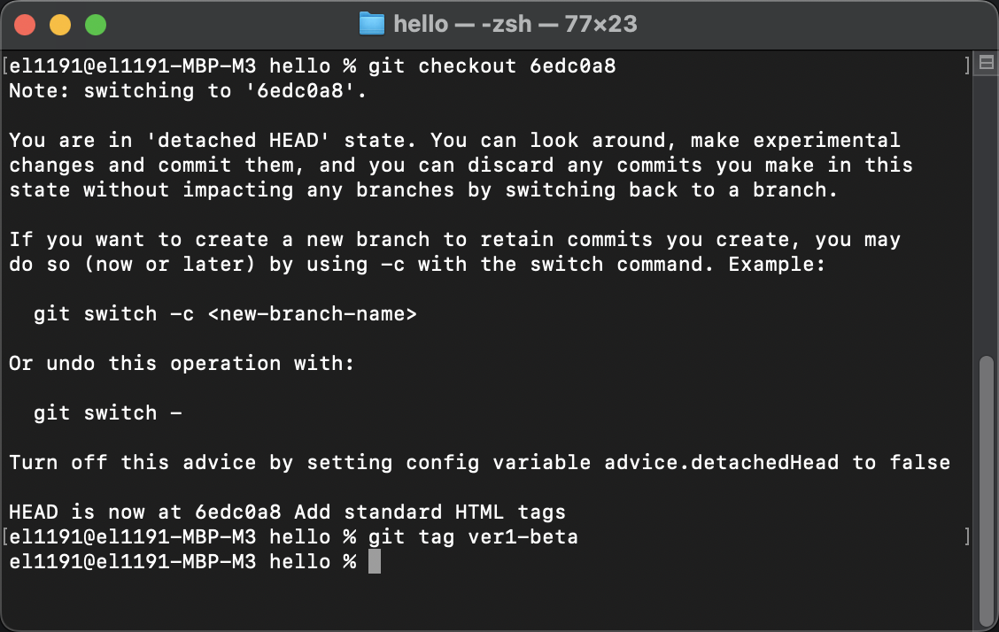 hello — -zsh — 77×23
[el1191@el1191-MBP-M3 hello % git checkout 6edc0a8 ]
Note: switching to '6edc0a8'.

You are in 'detached HEAD' state. You can look around, make experimental
changes and commit them, and you can discard any commits you make in this
state without impacting any branches by switching back to a branch.

If you want to create a new branch to retain commits you create, you may
do so (now or later) by using -c with the switch command. Example:

  git switch -c <new-branch-name>

Or undo this operation with:

  git switch -

Turn off this advice by setting config variable advice.detachedHead to false

HEAD is now at 6edc0a8 Add standard HTML tags
[el1191@el1191-MBP-M3 hello % git tag ver1-beta ]
el1191@el1191-MBP-M3 hello %